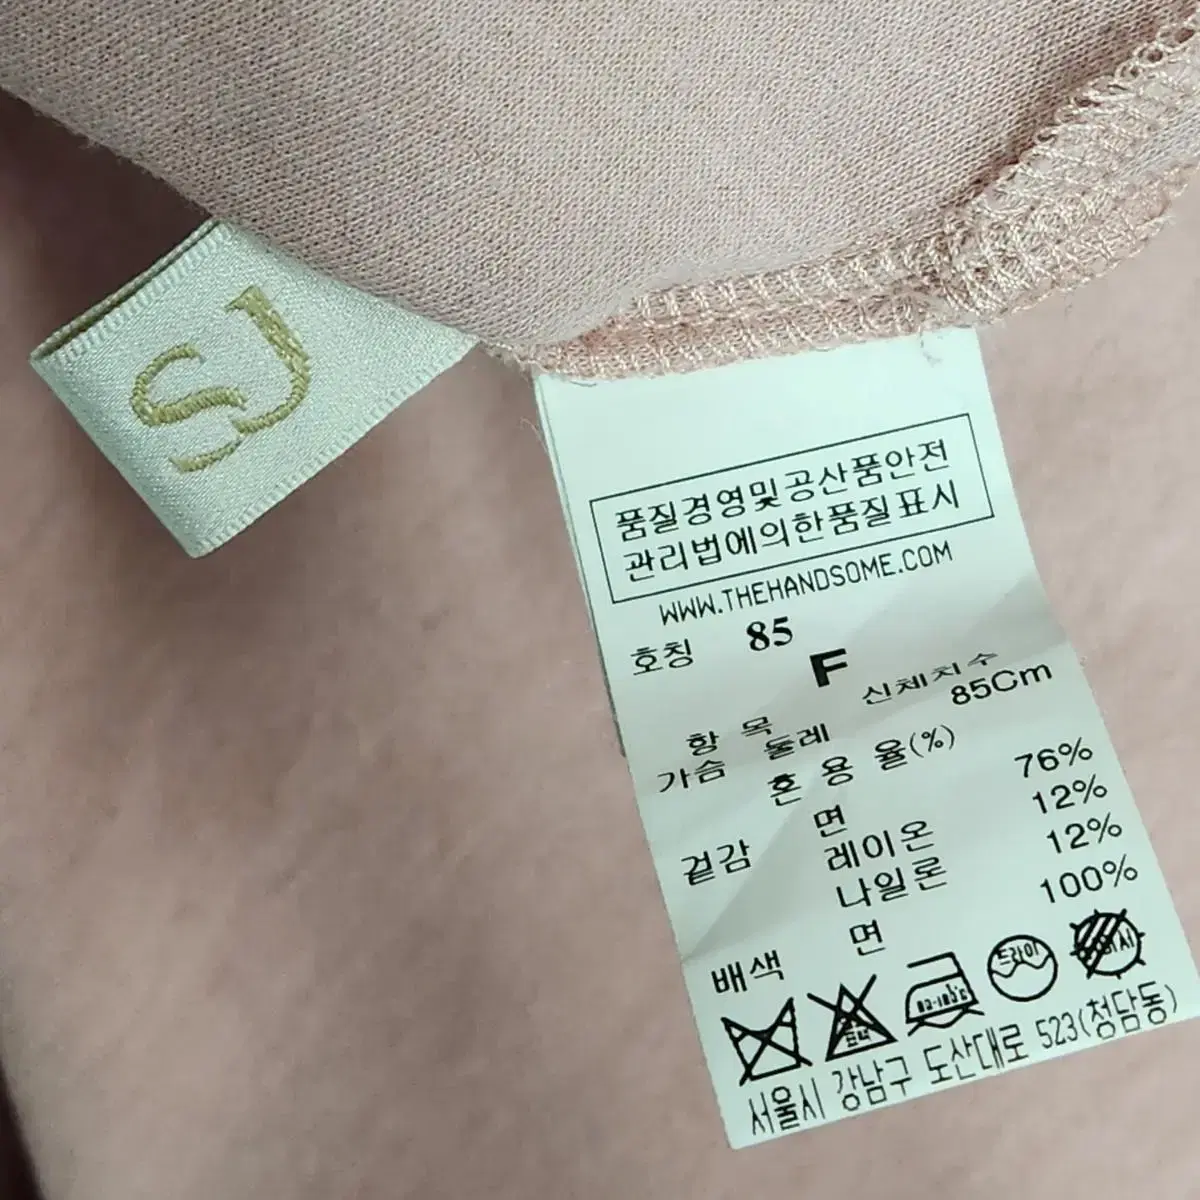 SJ
품질경영및공산품안전
관리법에의한품질표시
WWW.THEHANDSOME.COM
호칭 85
F
항 목 신체치수
가슴 둘레 85Cm
혼 용 율(%)
겉감 면 76%
레이온 12%
나일론 12%
배색 면 100%
드라이
서울시 강남구 도산대로 523(청담동)